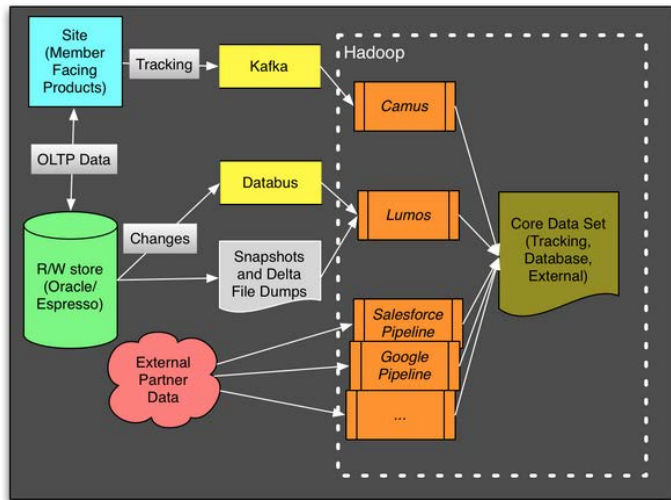 Site
(Member
Facing
Products)
Tracking
Kafka
Hadoop
Camus
OLTP Data
Databus
Lumos
Changes
R/W store
(Oracle/
Espresso)
Snapshots
and Delta
File Dumps
Core Data Set
(Tracking,
Database,
External)
External
Partner
Data
Salesforce
Pipeline
Google
Pipeline
...